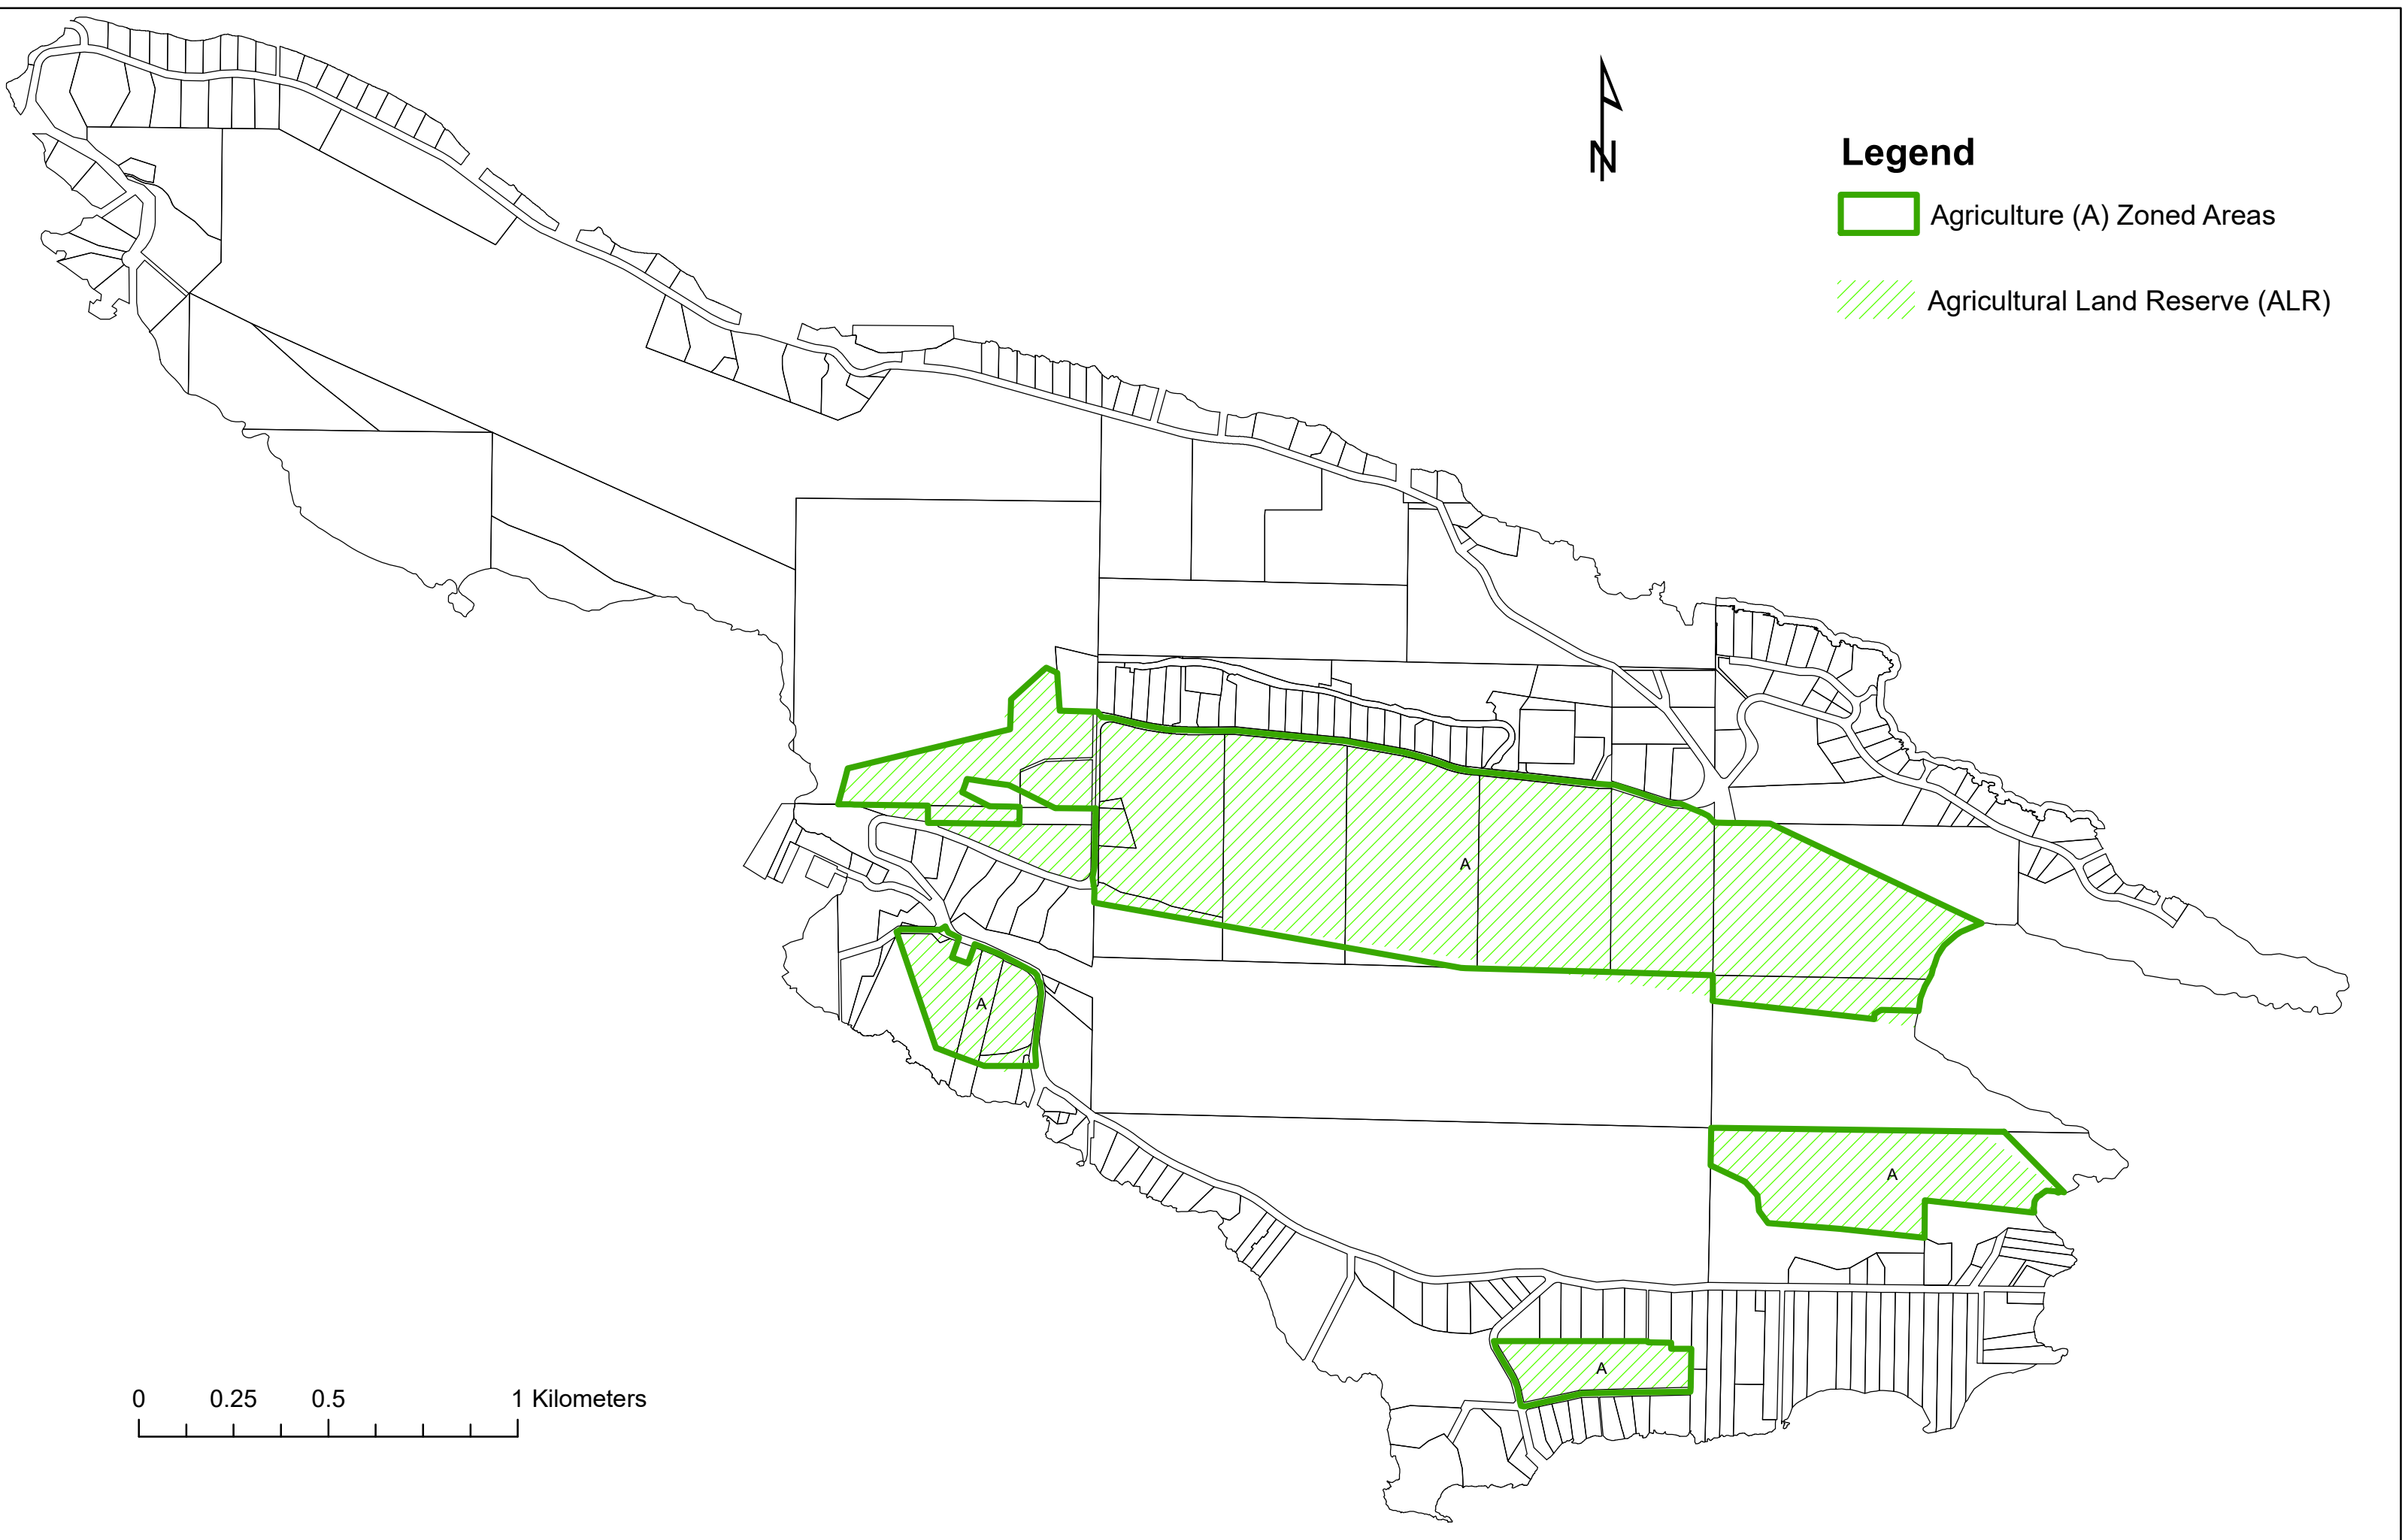 N
Legend
Agriculture (A) Zoned Areas
Agricultural Land Reserve (ALR)
A
A
A
A
0 0.25 0.5 1 Kilometers